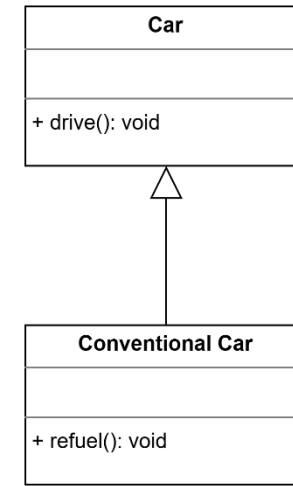 Car
+ drive(): void
Conventional Car
+ refuel(): void